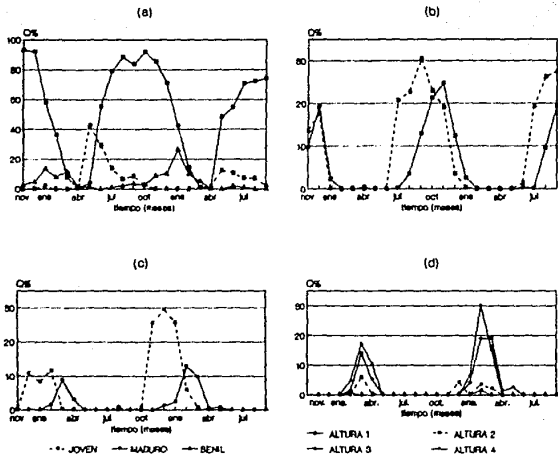 (a)
C%
100
80
60
40
20
0
nov ene. abr jul oct ene. abr. jul.
tiempo (meses)
(b)
C%
30
20
10
0
nov ene. abr. jul. oct ene. abr. jul.
tiempo (meses)
(c)
C%
30
20
10
0
nov. ene. abr. jul. oct. ene. abr. jul.
tiempo (meses)
JOVEN MADURO SENIL
(d)
C%
30
20
10
0
nov. ene. abr. jul. oct. ene. abr. jul.
tiempo (meses)
ALTURA 1 ALTURA 2
ALTURA 3 ALTURA 4